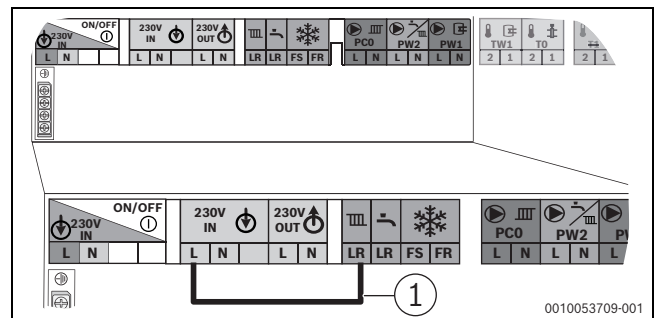 ON/OFF
230V IN
230V IN
230V OUT
PC0 PW2 PW1
TW1 T0
L N L N L N LR LR FS FR L N L N L N 2 1 2 1 2 1
ON/OFF
230V IN
230V IN
230V OUT
PC0 PW2
L N L N L N LR LR FS FR L N L N L
1
0010053709-001